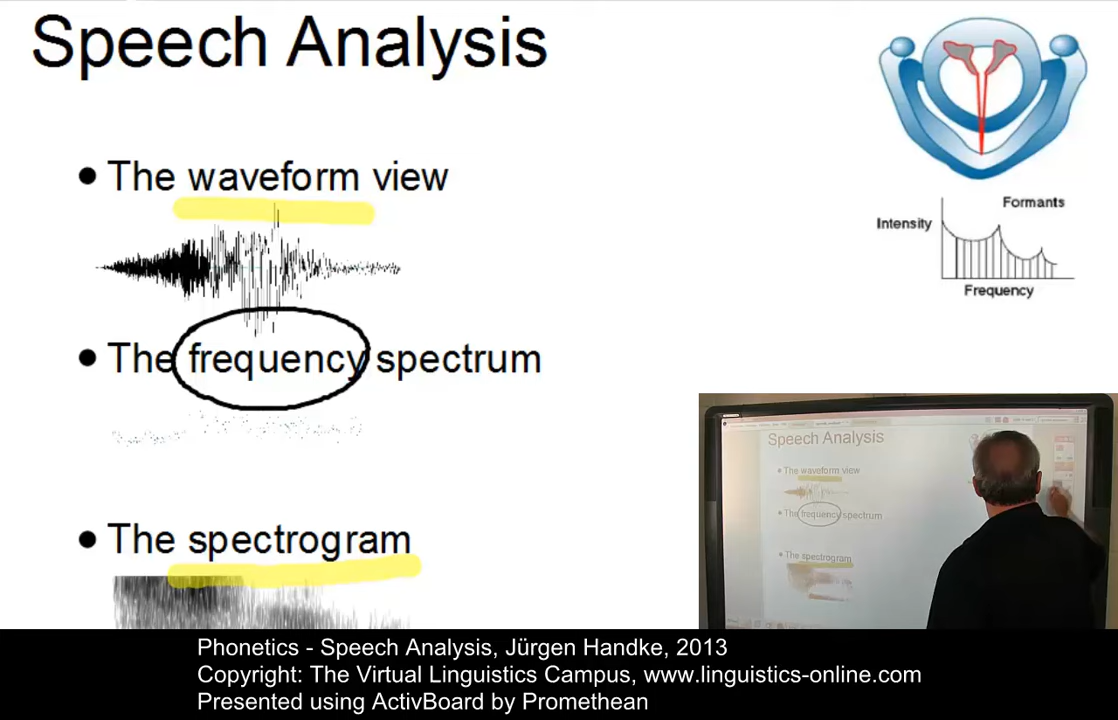 Speech Analysis
• The waveform view
Formants
Intensity
Frequency
• The frequency spectrum
• The spectrogram
Speech Analysis
• The waveform view
• The frequency spectrum
• The spectrogram
Phonetics - Speech Analysis, Jürgen Handke, 2013
Copyright: The Virtual Linguistics Campus, www.linguistics-online.com
Presented using ActivBoard by Promethean